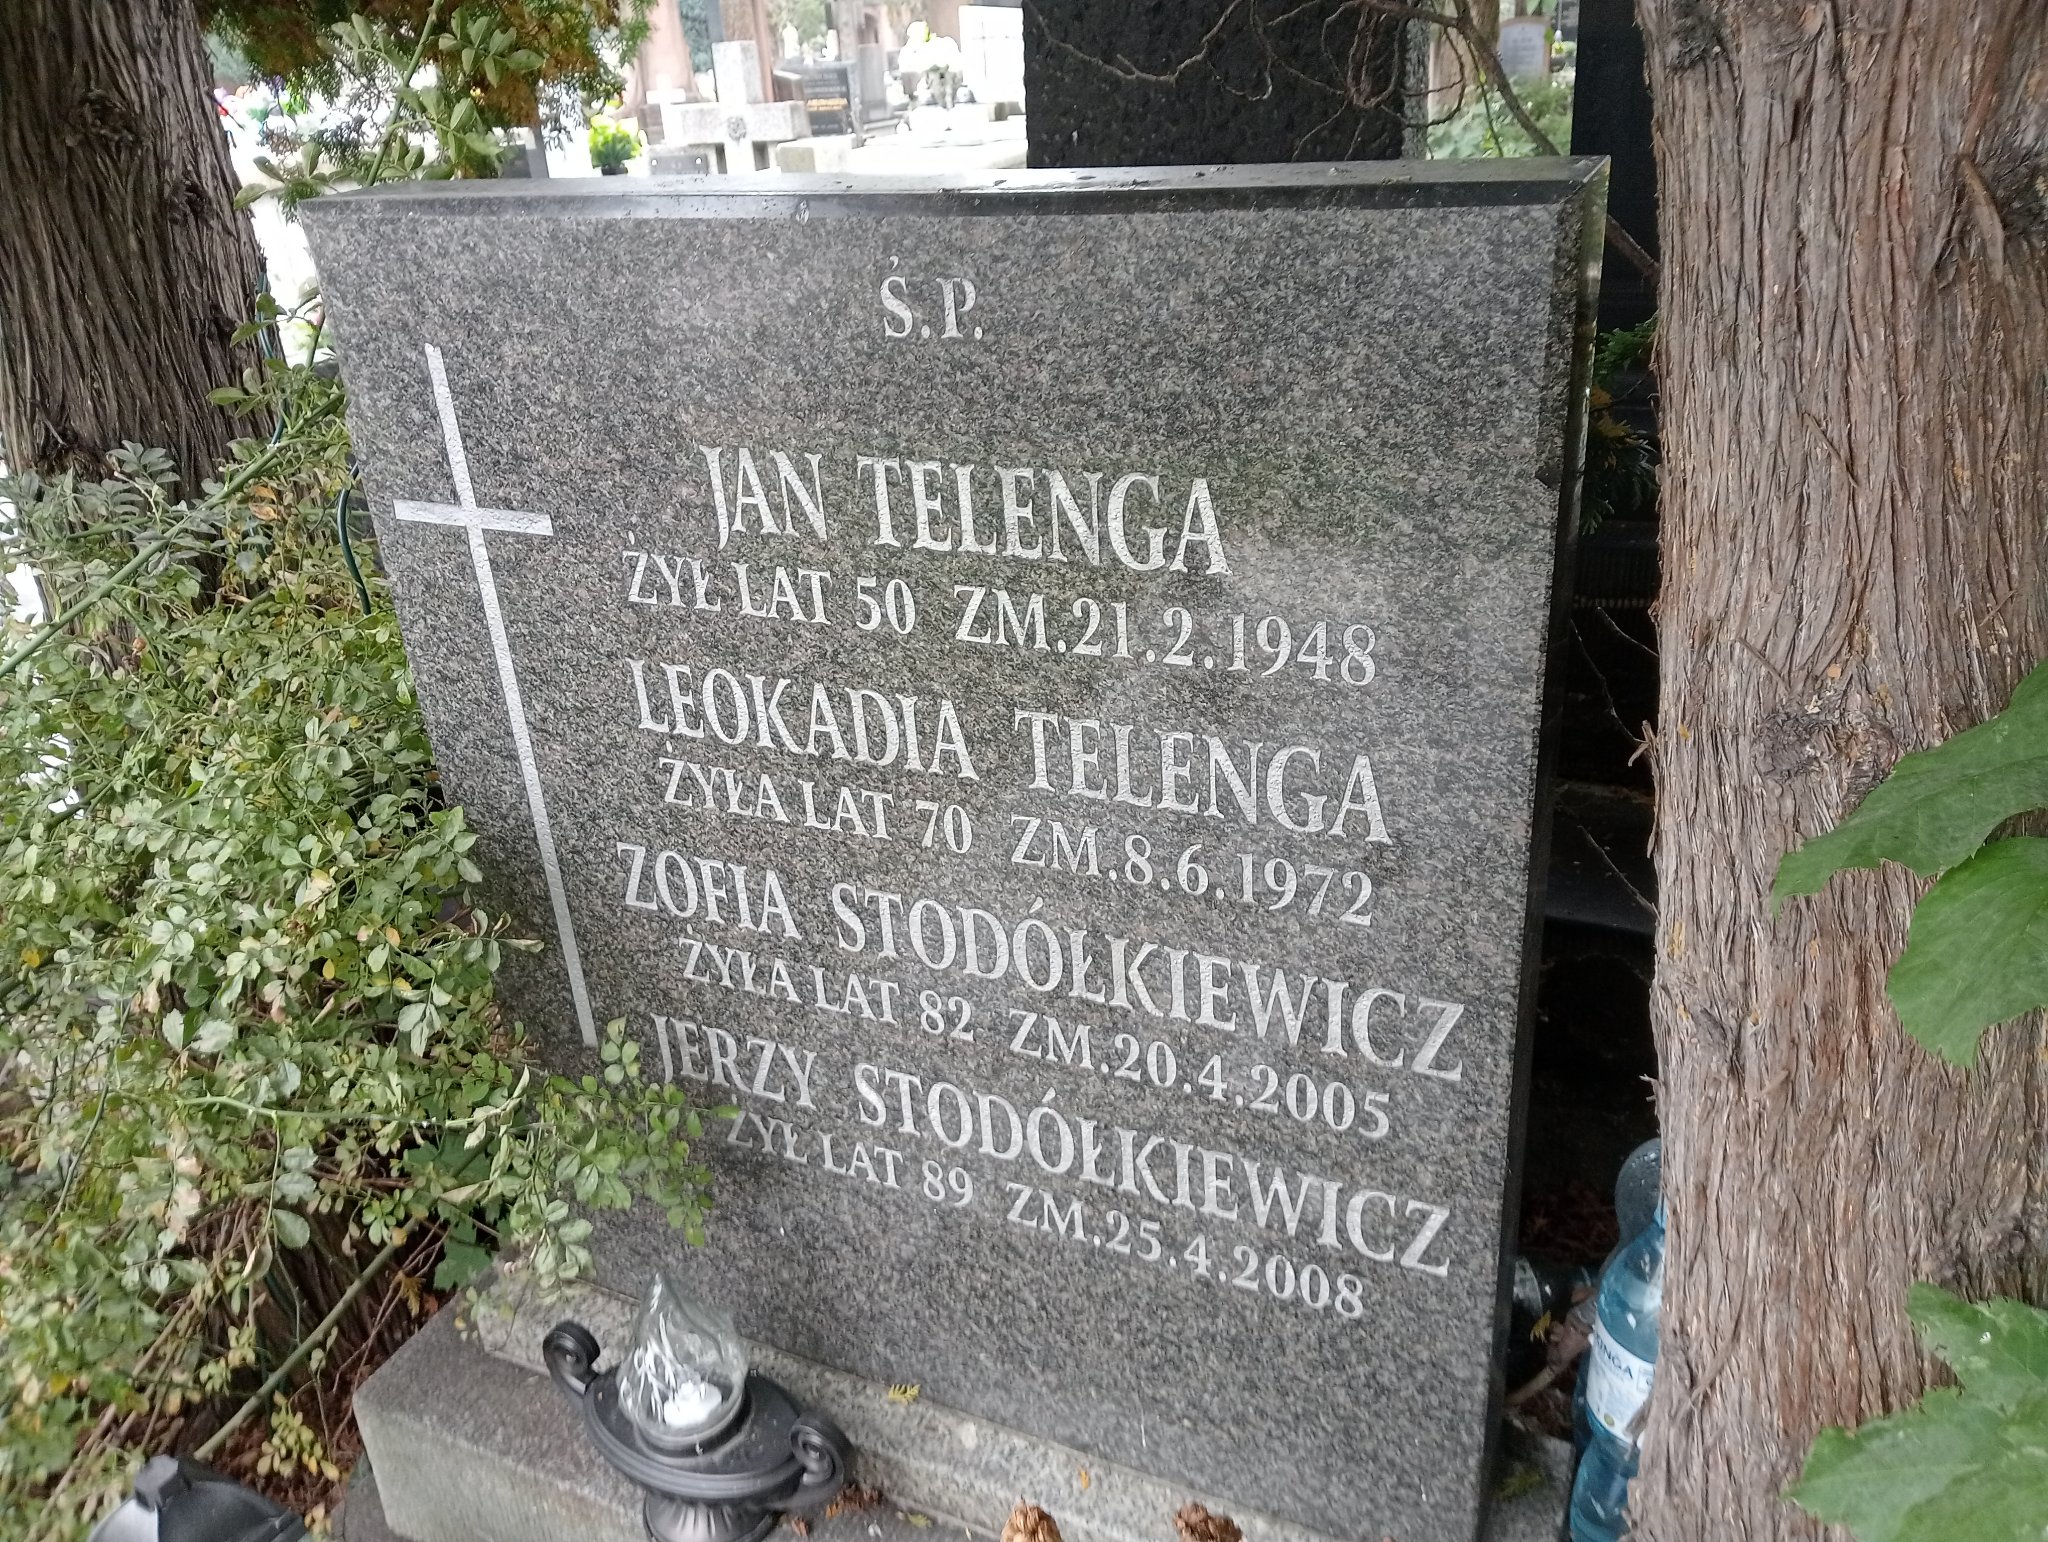 Ś.P.
JAN TELENGA
ŻYŁ LAT 50 ZM.21.2.1948
LEOKADIA TELENGA
ŻYŁA LAT 70 ZM.8.6.1972
ZOFIA STODÓŁKIEWICZ
ŻYŁA LAT 82 ZM.20.4.2005
JERZY STODÓŁKIEWICZ
ŻYŁ LAT 89 ZM.25.4.2008